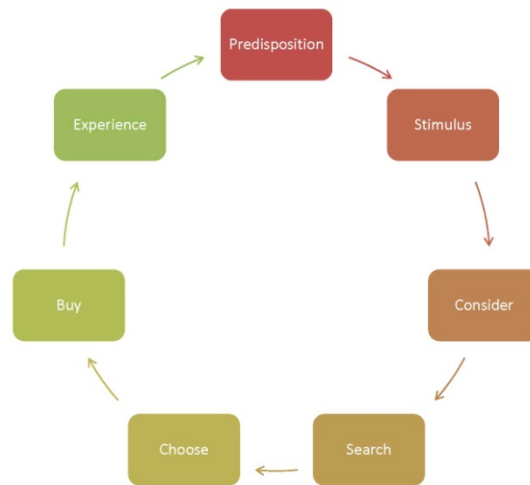 Predisposition
Stimulus
Consider
Search
Choose
Buy
Experience